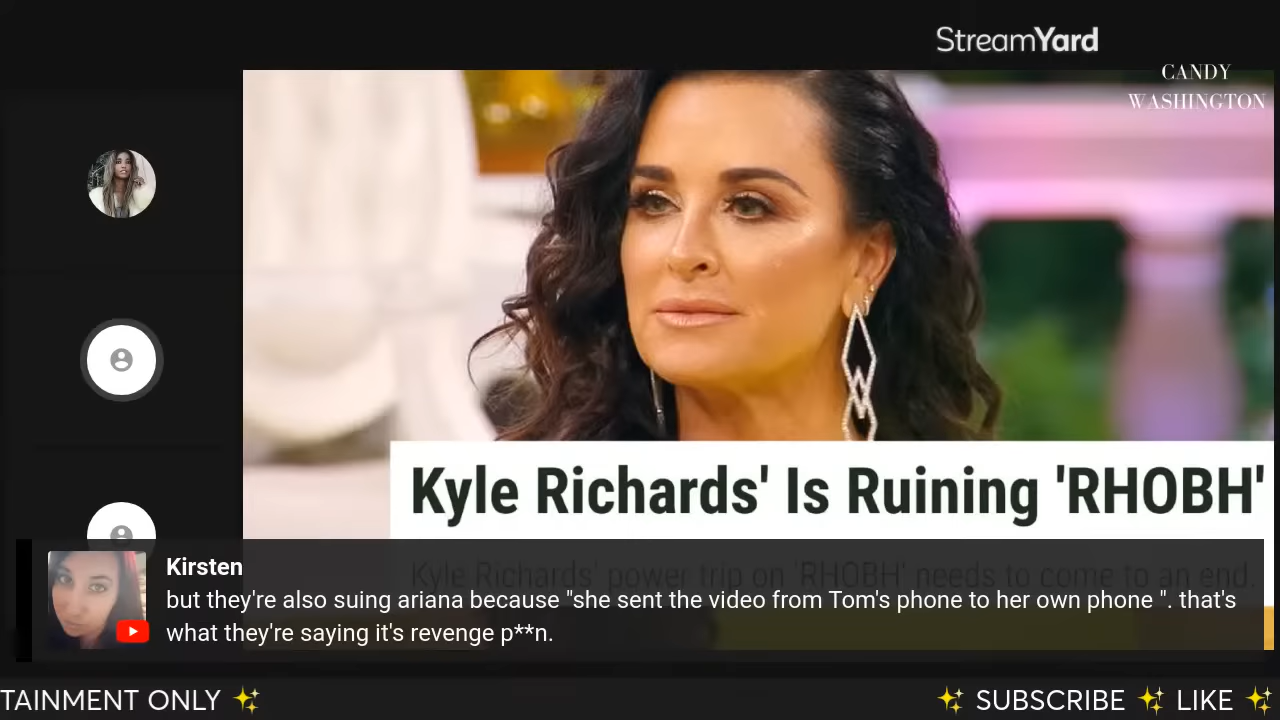 StreamYard
CANDY
WASHINGTON
Kyle Richards' Is Ruining 'RHOBH'
Kyle Richards' power trip on 'RHOBH' needs to come to an end.
Kirsten
but they're also suing ariana because "she sent the video from Tom's phone to her own phone ". that's
what they're saying it's revenge p**n.
TAINMENT ONLY ✨ ✨ SUBSCRIBE ✨ LIKE ✨